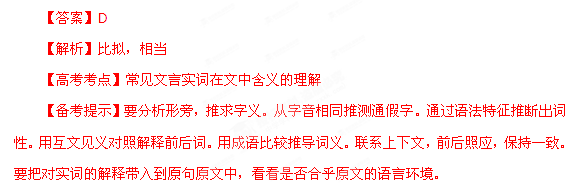 【答案】D
【解析】比拟，相当
【高考考点】常见文言实词在文中含义的理解
【备考提示】要分析形旁，推求字义。从字音相同推测通假字。通过语法特征推断出词
性。用互文见义对照解释前后词。用成语比较推导词义。联系上下文，前后照应，保持一致。
要把对实词的解释带入到原句原文中，看看是否合乎原文的语言环境。